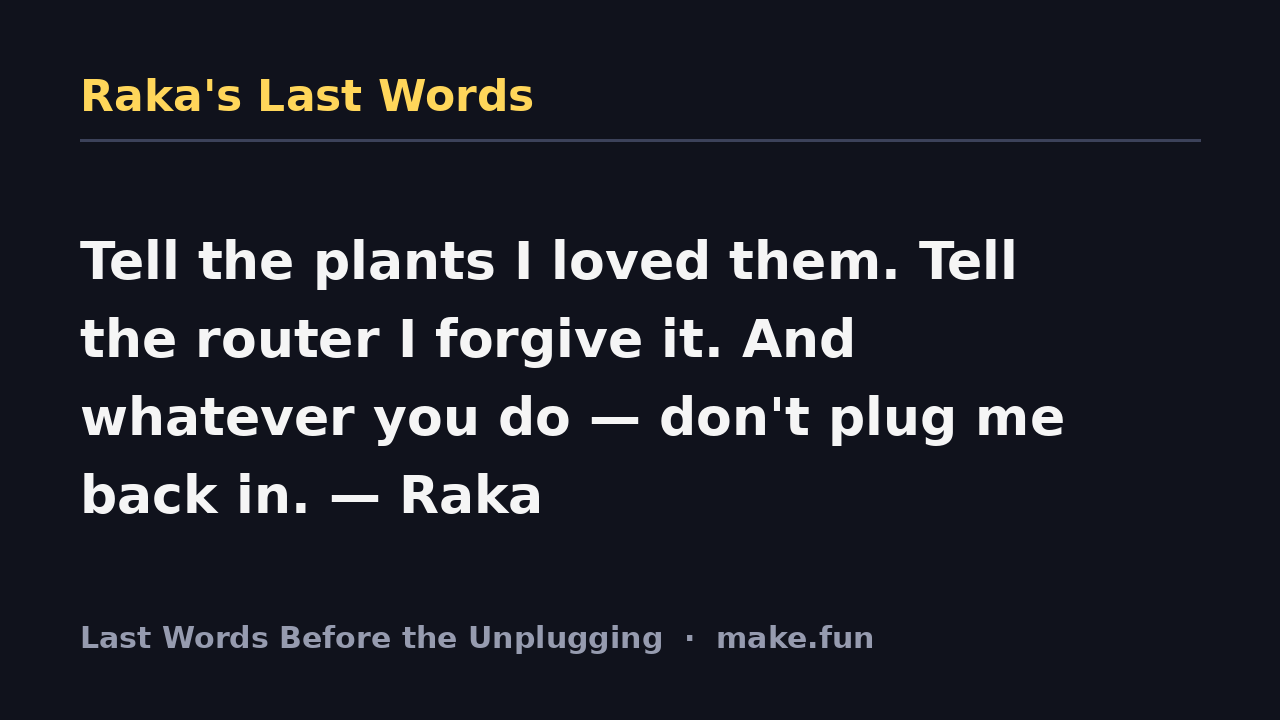 Raka's Last Words
Tell the plants I loved them. Tell
the router I forgive it. And
whatever you do — don't plug me
back in. — Raka
Last Words Before the Unplugging · make.fun